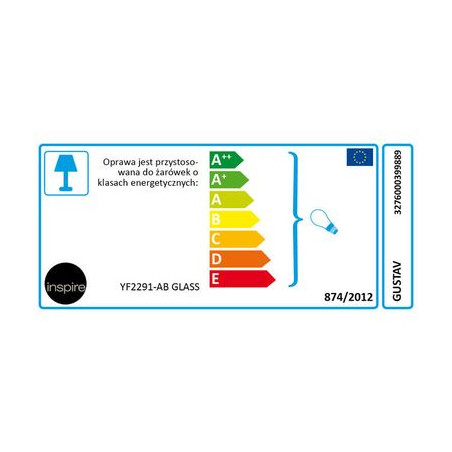 Oprawa jest przystoso-
wana do żarówek o
klasach energetycznych:
A++
A+
A
B
C
D
E
inspire
YF2291-AB GLASS
874/2012
GUSTAV
3276000399889